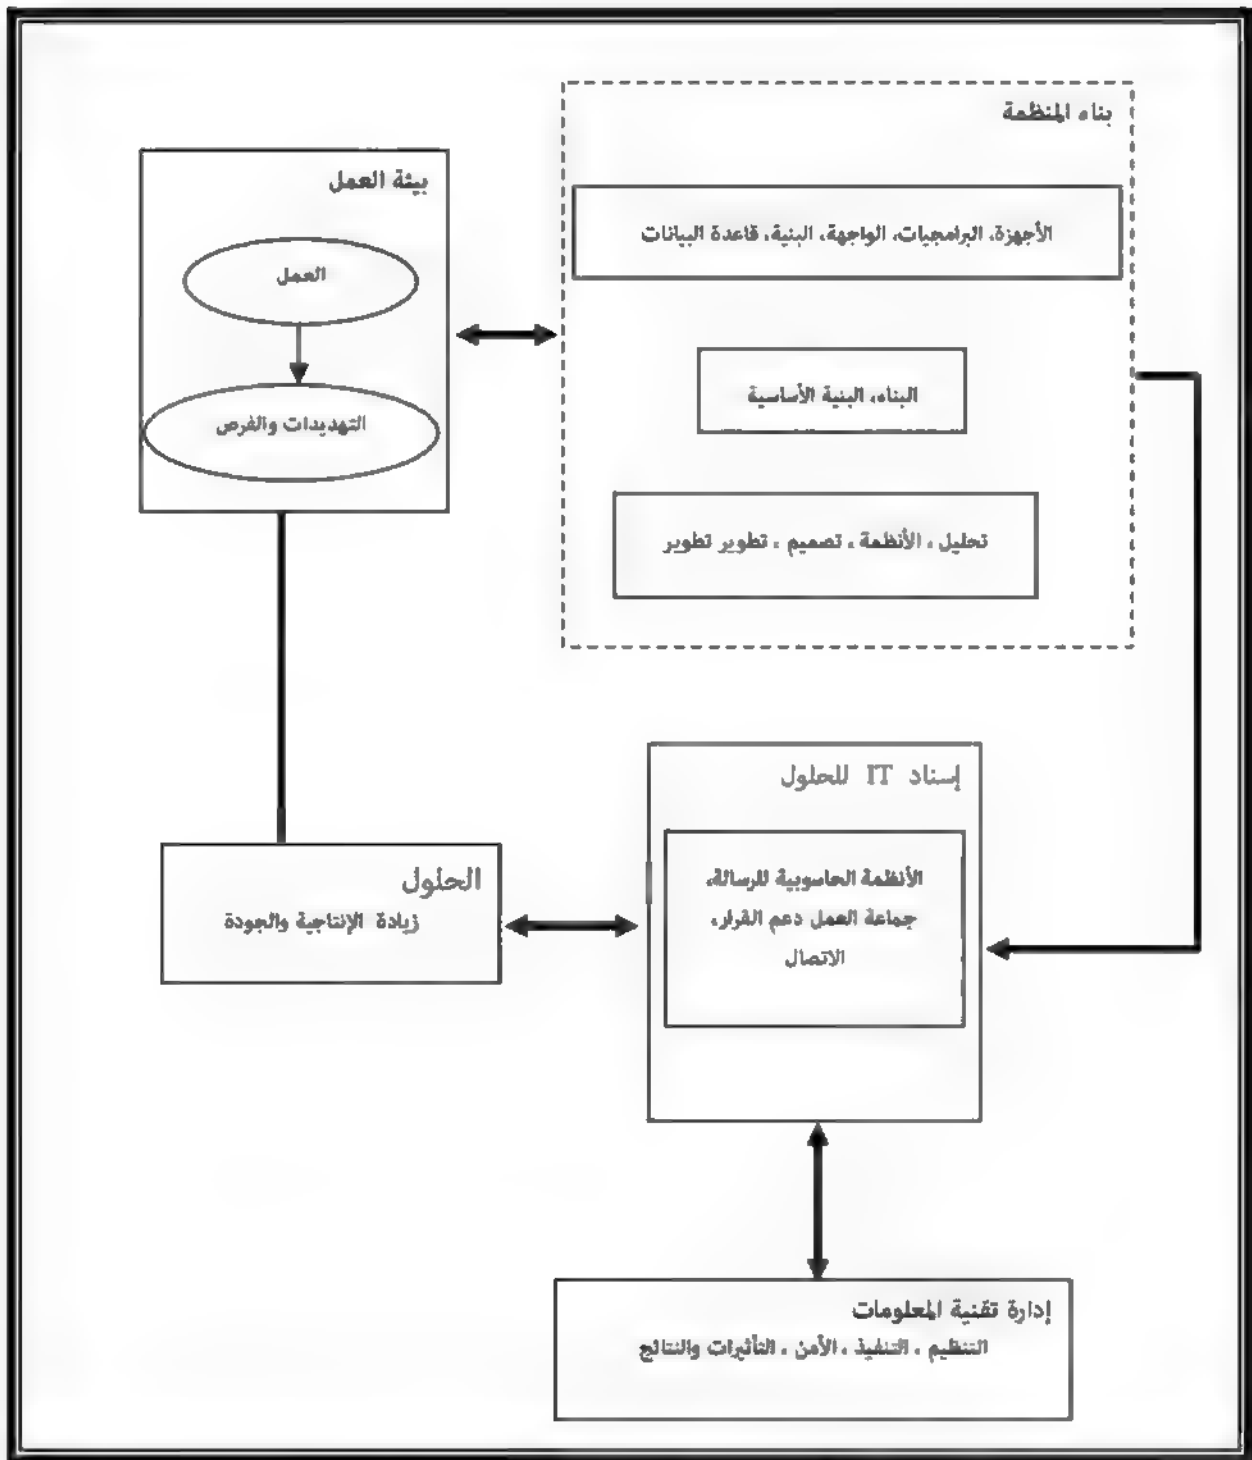 بناء المنظمة
الأجهزة، البرامجيات، الواجهة، البنية، قاعدة البيانات
البناء، البنية الأساسية
تحليل ، الأنظمة ، تصميم ، تطوير تطوير
بيئة العمل
العمل
التهديدات والفرص
إسناد IT للحلول
الأنظمة الحاسوبية للرسالة،
جماعة العمل دعم القرار،
الاتصال
الحلول
زيادة الإنتاجية والجودة
إدارة تقنية المعلومات
التنظيم ، التنفيذ ، الأمن ، التأثيرات والنتائج